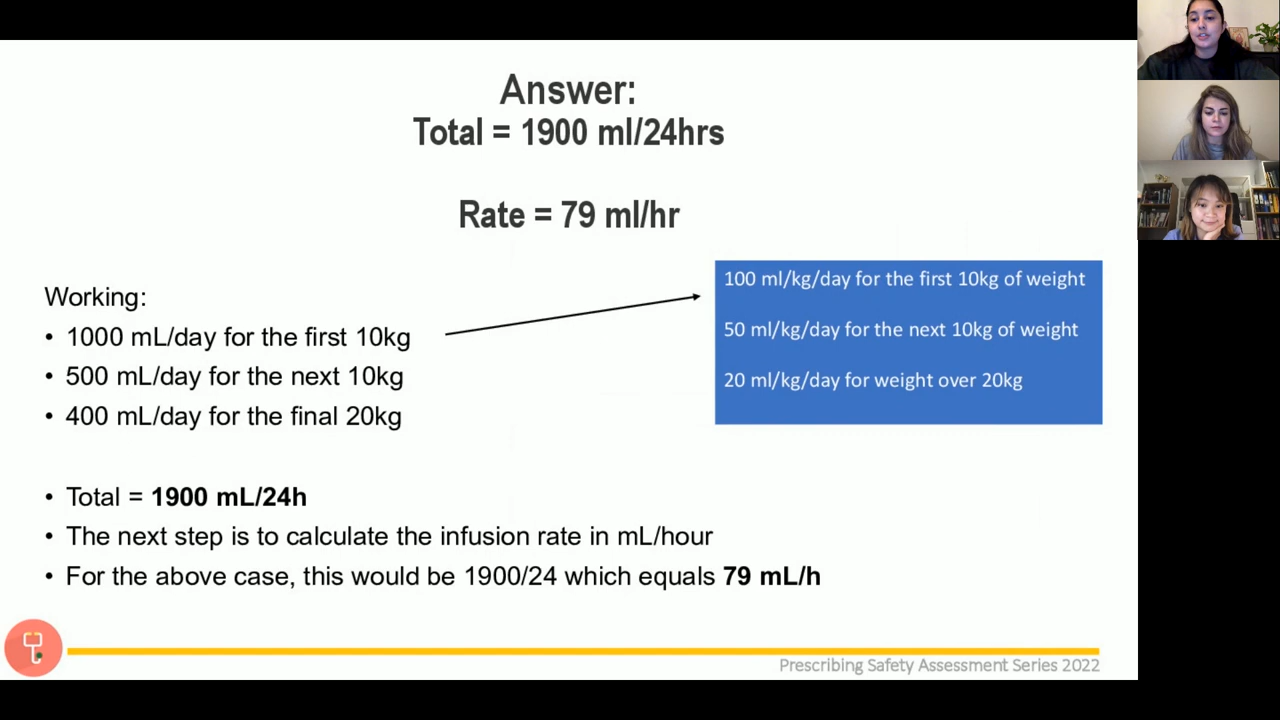 Answer:
Total = 1900 ml/24hrs
Rate = 79 ml/hr
Working:
• 1000 mL/day for the first 10kg
• 500 mL/day for the next 10kg
• 400 mL/day for the final 20kg
100 ml/kg/day for the first 10kg of weight
50 ml/kg/day for the next 10kg of weight
20 ml/kg/day for weight over 20kg
• Total = 1900 mL/24h
• The next step is to calculate the infusion rate in mL/hour
• For the above case, this would be 1900/24 which equals 79 mL/h
Prescribing Safety Assessment Series 2022